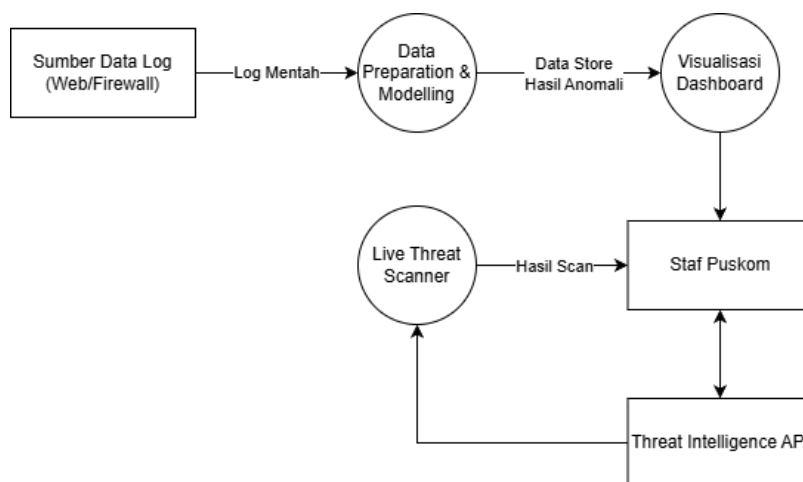 Sumber Data Log
(Web/Firewall)
Log Mentah
Data
Preparation &
Modelling
Data Store
Hasil Anomali
Visualisasi
Dashboard
Live Threat
Scanner
Hasil Scan
Staf Puskom
Threat Intelligence AP